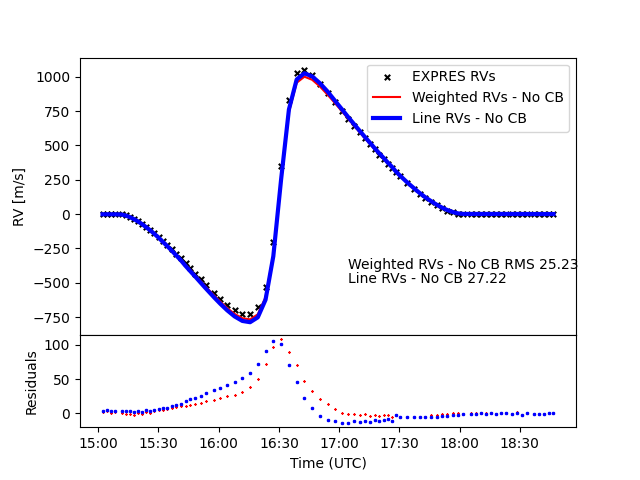 1000
750
500
250
0
−250
−500
−750
RV [m/s]
EXPRES RVs
Weighted RVs - No CB
Line RVs - No CB
Weighted RVs - No CB RMS 25.23
Line RVs - No CB 27.22
100
50
0
Residuals
15:00 15:30 16:00 16:30 17:00 17:30 18:00 18:30
Time (UTC)